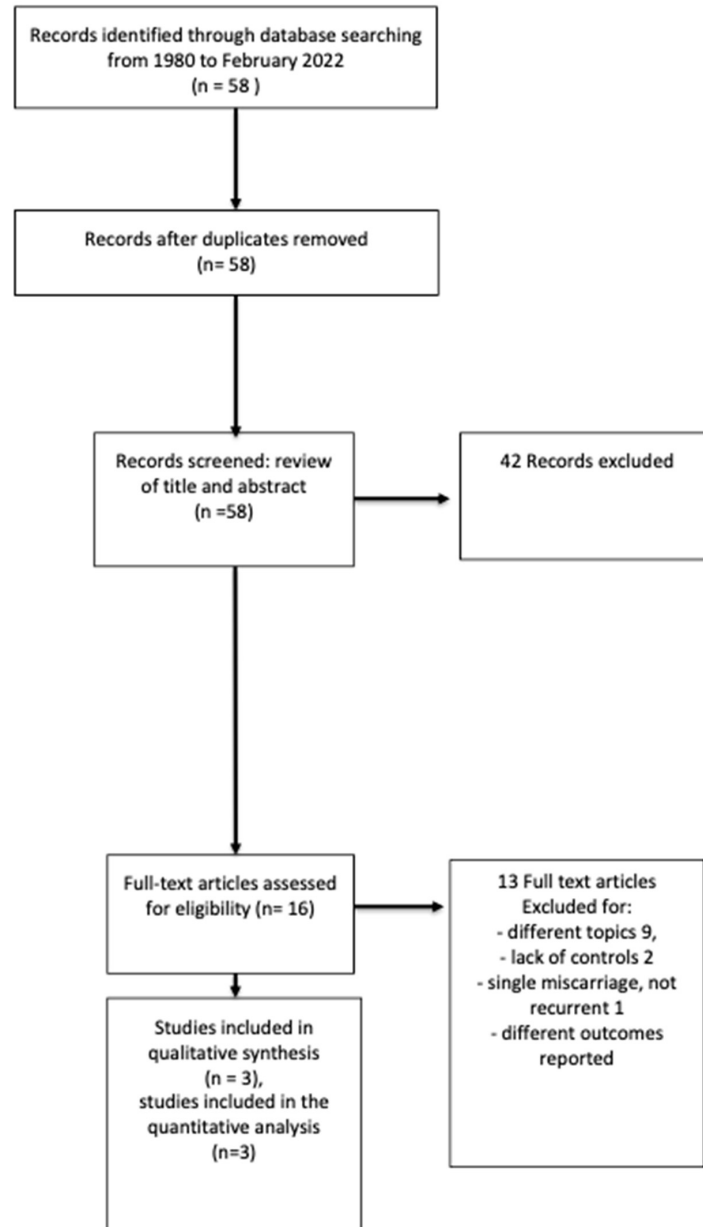 Records identified through database searching
from 1980 to February 2022
(n = 58 )
Records after duplicates removed
(n= 58)
Records screened: review
of title and abstract
(n =58)
42 Records excluded
Full-text articles assessed
for eligibility (n= 16)
13 Full text articles
Excluded for:
- different topics 9,
- lack of controls 2
- single miscarriage, not
recurrent 1
- different outcomes
reported
Studies included in
qualitative synthesis
(n = 3),
studies included in the
quantitative analysis
(n=3)